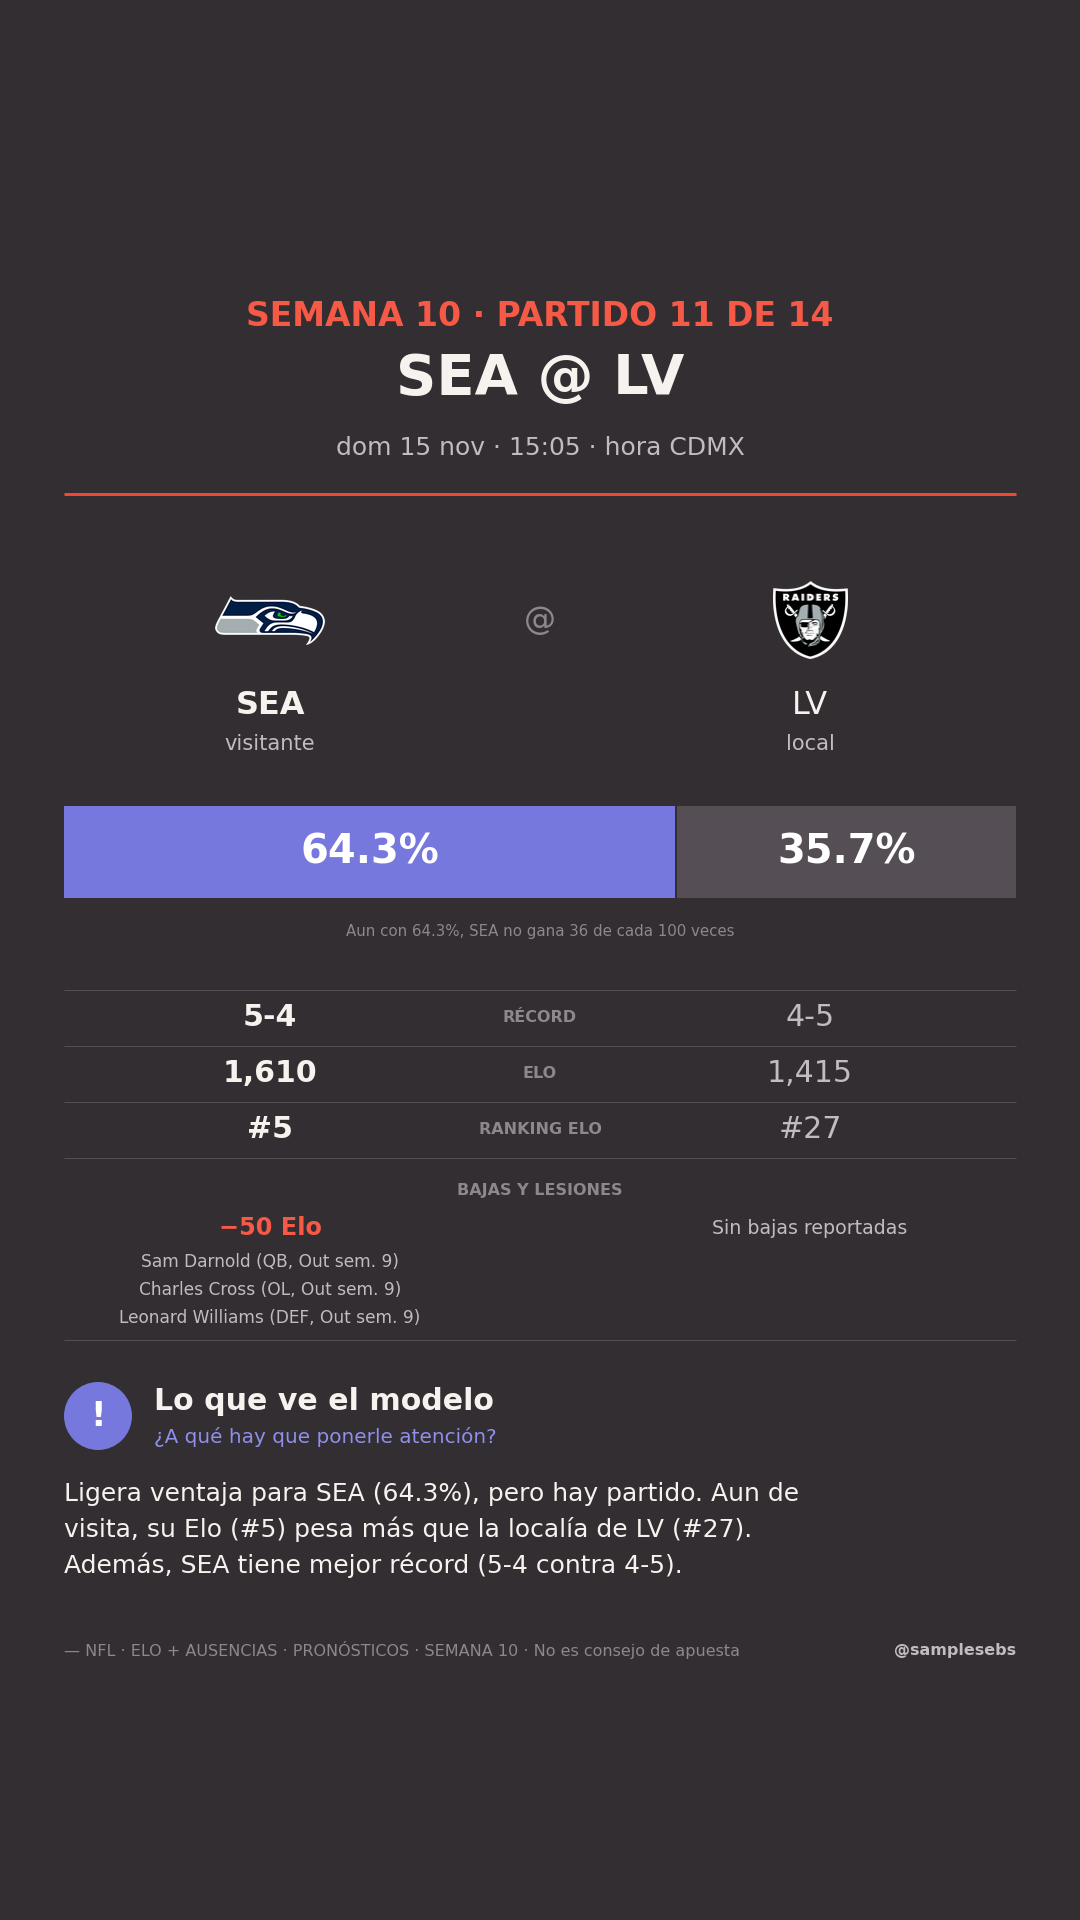 SEMANA 10 · PARTIDO 11 DE 14
SEA @ LV
dom 15 nov · 15:05 · hora CDMX
@
RAIDERS
SEA
LV
visitante
local
64.3%
35.7%
Aun con 64.3%, SEA no gana 36 de cada 100 veces
5-4
RÉCORD
4-5
1,610
ELO
1,415
#5
RANKING ELO
#27
BAJAS Y LESIONES
−50 Elo
Sin bajas reportadas
Sam Darnold (QB, Out sem. 9)
Charles Cross (OL, Out sem. 9)
Leonard Williams (DEF, Out sem. 9)
!
Lo que ve el modelo
¿A qué hay que ponerle atención?
Ligera ventaja para SEA (64.3%), pero hay partido. Aun de
visita, su Elo (#5) pesa más que la localía de LV (#27).
Además, SEA tiene mejor récord (5-4 contra 4-5).
— NFL · ELO + AUSENCIAS · PRONÓSTICOS · SEMANA 10 · No es consejo de apuesta
@samplesebs